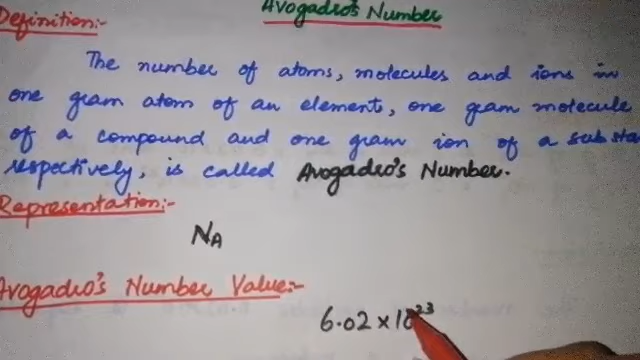 Avogadro's Number
Definition:-
The number of atoms, molecules and ions in
one gram atom of an element, one gram molecule
of a compound and one gram ion of a substa
respectively, is called Avogadro's Number.
Representation:-
NA
Avogadro's Number Value:-
6.02 × 10²³